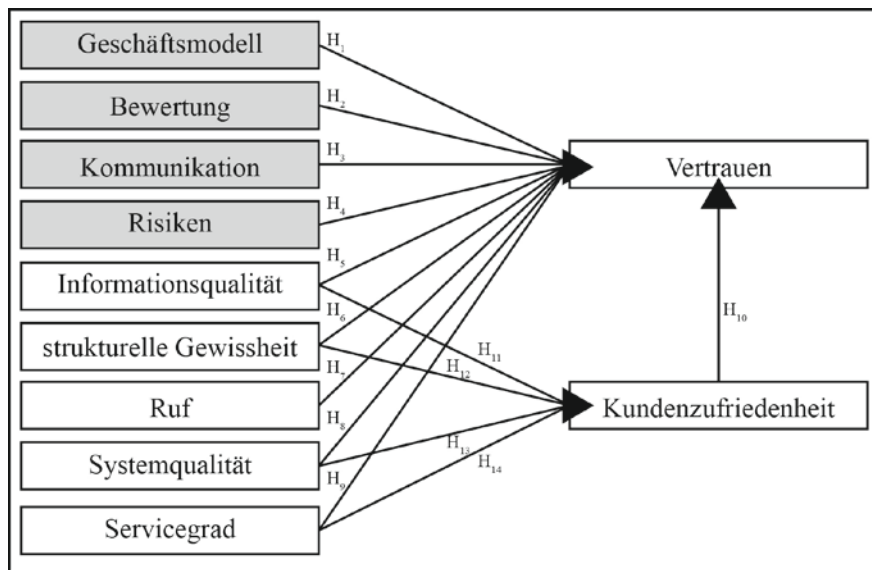 Geschäftsmodell
Bewertung
Kommunikation
Risiken
Informationsqualität
strukturelle Gewissheit
Ruf
Systemqualität
Servicegrad
H₁
H₂
H₃
H₄
H₅
H₆
H₇
H₈
H₉
H₁₁
H₁₂
H₁₃
H₁₄
Vertrauen
H₁₀
Kundenzufriedenheit